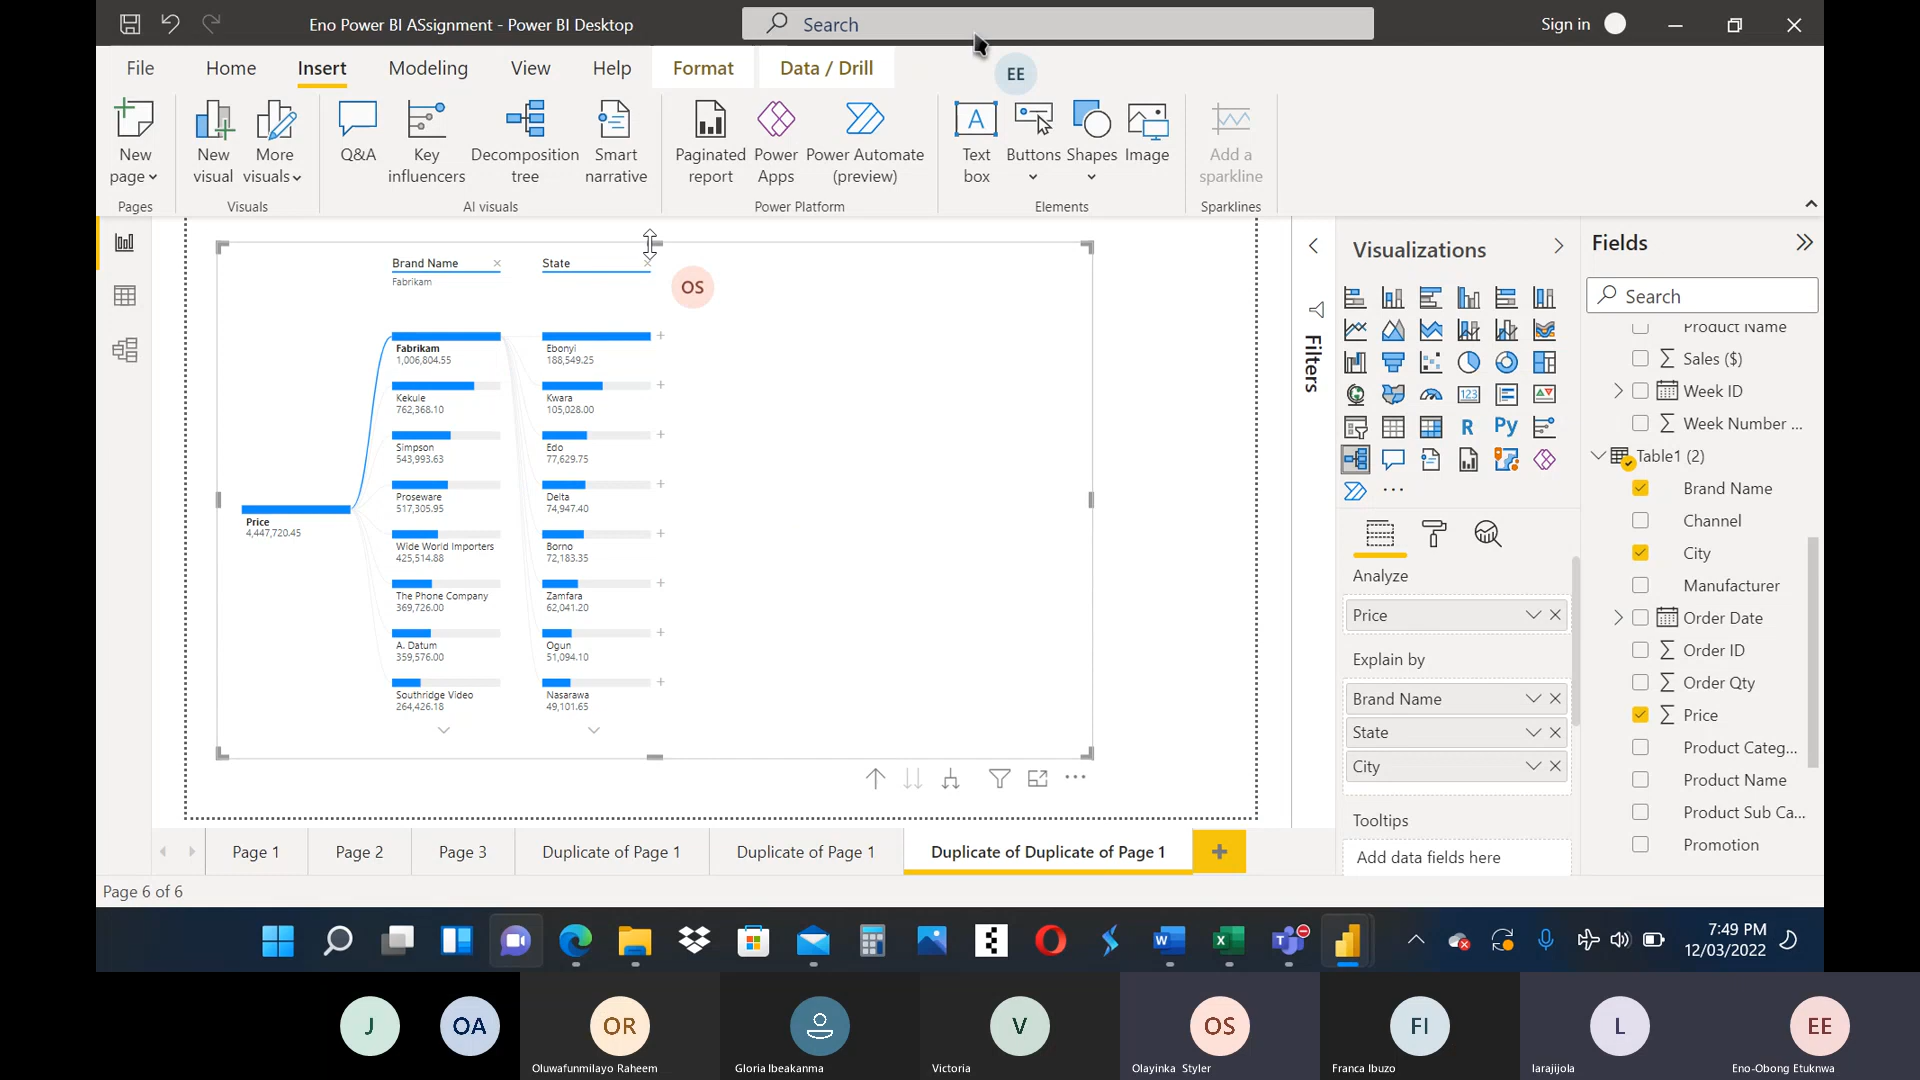 Eno Power BI ASsignment - Power BI Desktop
Search
Sign in
File
Home
Insert
Modeling
View
Help
Format
Data / Drill
EE
New page
New visual
More visuals
Q&A
Key influencers
Decomposition tree
Smart narrative
Paginated report
Power Apps
Power Automate (preview)
Text box
Buttons
Shapes
Image
Add a sparkline
Pages
Visuals
AI visuals
Power Platform
Elements
Sparklines
Brand Name
Fabrikam
State
OS
Price
4,447,720.45
Fabrikam
1,006,804.55
Kekule
762,368.10
Simpson
543,993.63
Proseware
517,305.95
Wide World Importers
425,514.88
The Phone Company
369,726.00
A. Datum
359,576.00
Southridge Video
264,426.18
Ebonyi
188,549.25
Kwara
105,028.00
Edo
77,629.75
Delta
74,947.40
Borno
72,183.35
Zamfara
62,041.20
Ogun
51,094.10
Nasarawa
49,101.65
Filters
Visualizations
R
Py
123
Analyze
Price
Explain by
Brand Name
State
City
Tooltips
Add data fields here
Fields
Search
Product Name
Sales ($)
Week ID
Week Number ...
Table1 (2)
Brand Name
Channel
City
Manufacturer
Order Date
Order ID
Order Qty
Price
Product Categ...
Product Name
Product Sub Ca...
Promotion
Page 1
Page 2
Page 3
Duplicate of Page 1
Duplicate of Page 1
Duplicate of Duplicate of Page 1
Page 6 of 6
7:49 PM
12/03/2022
J
OA
OR
V
OS
FI
L
EE
Oluwafunmilayo Raheem
Gloria Ibeakanma
Victoria
Olayinka Styler
Franca Ibuzo
larajijola
Eno-Obong Etuknwa